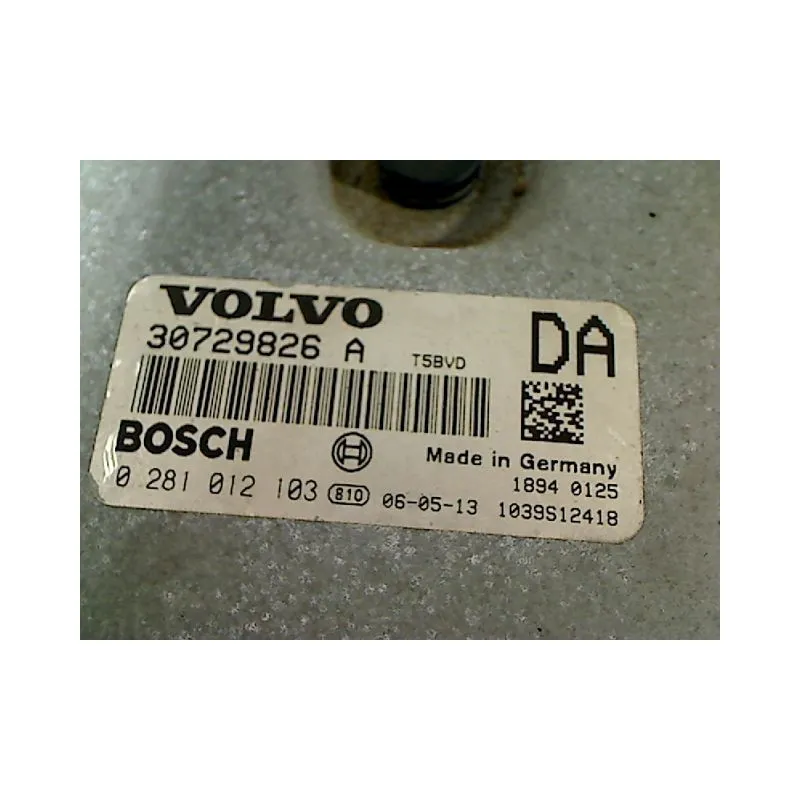 VOLVO
30729826 A T5BVD
DA
BOSCH
Made in Germany
0 281 012 103 810 06-05-13
1894 0125
1039S12418